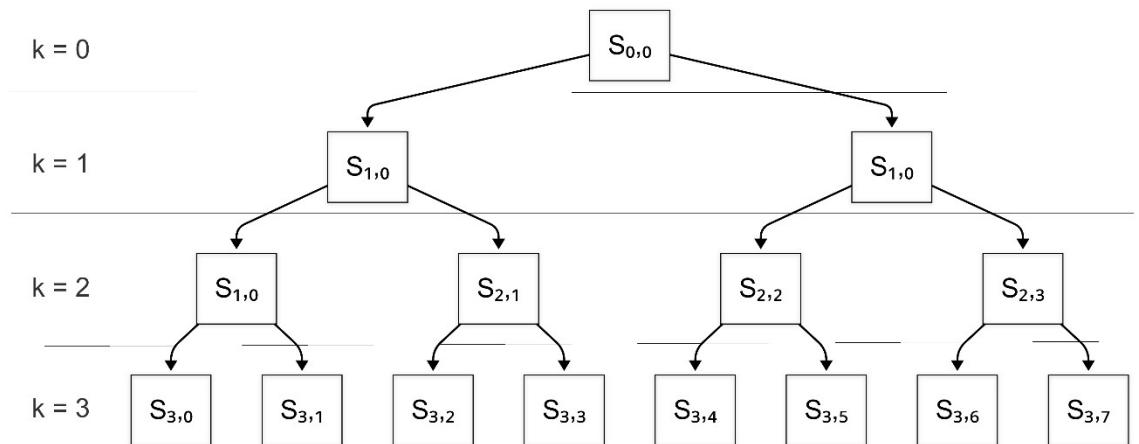 k = 0 S₀,₀
k = 1 S₁,₀ S₁,₀
k = 2 S₁,₀ S₂,₁ S₂,₂ S₂,₃
k = 3 S₃,₀ S₃,₁ S₃,₂ S₃,₃ S₃,₄ S₃,₅ S₃,₆ S₃,₇